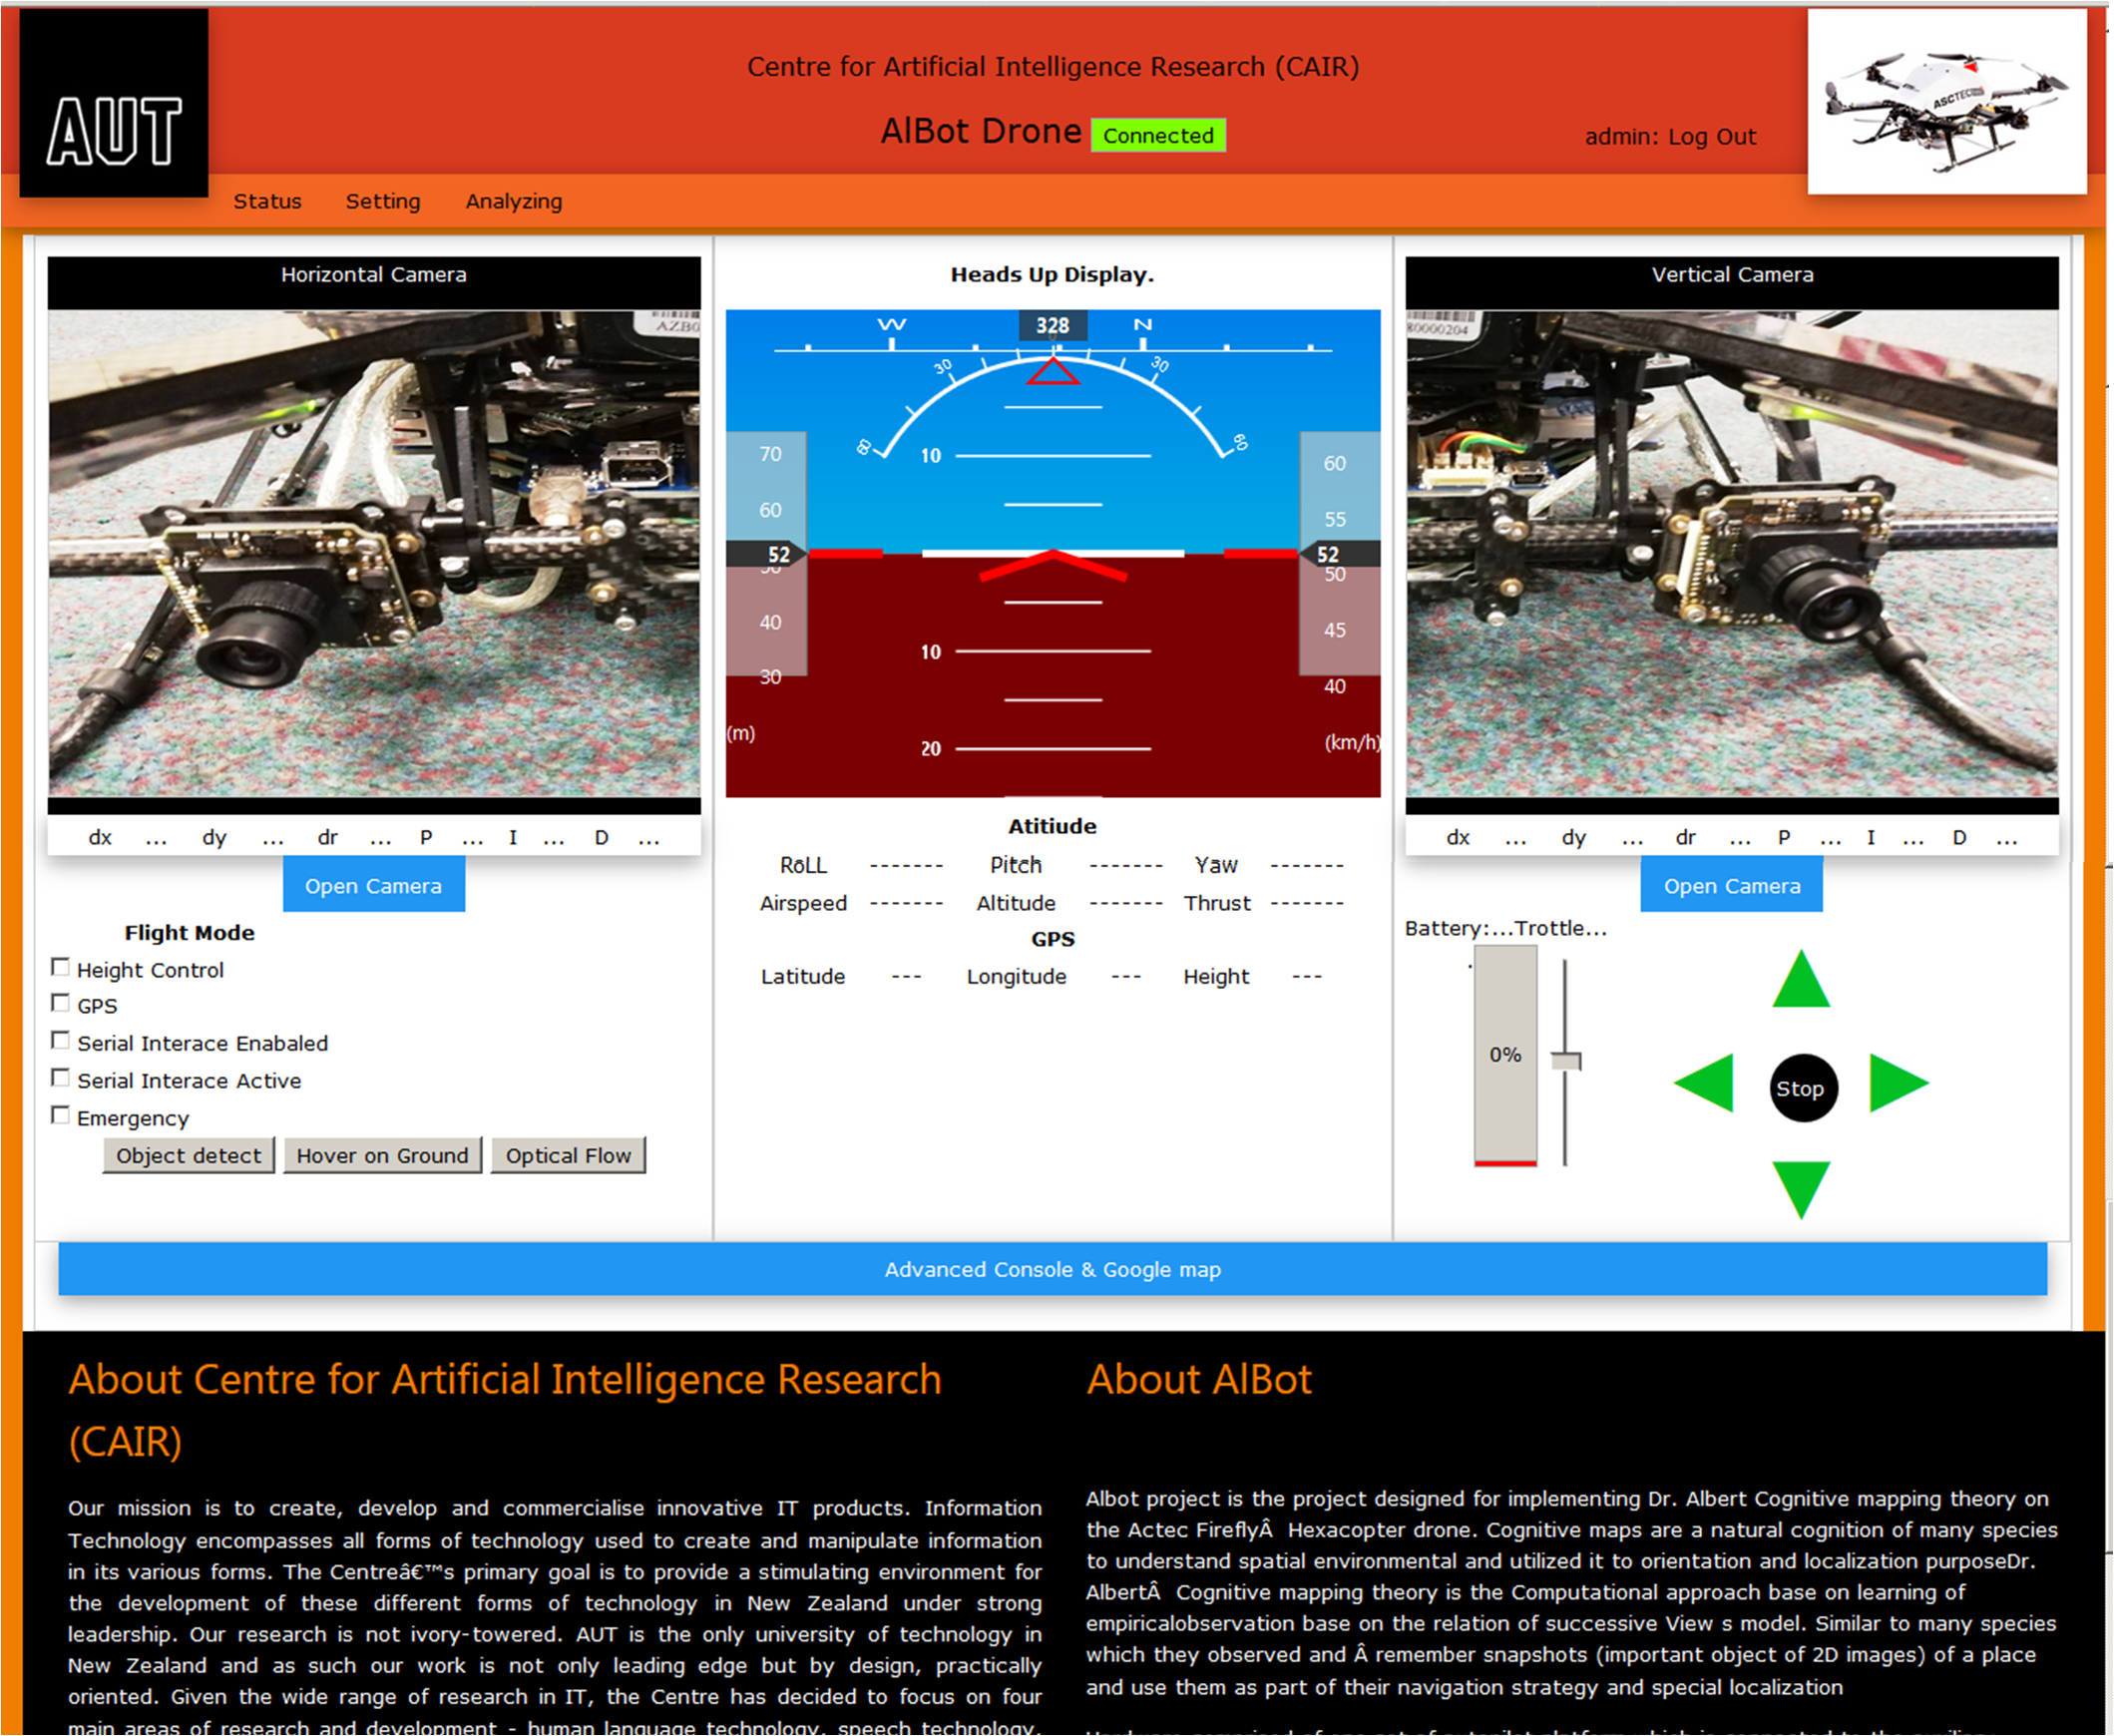 AUT
Centre for Artificial Intelligence Research (CAIR)
AlBot Drone Connected
admin: Log Out
ASCTEC
Status Setting Analyzing
Horizontal Camera
AZB0
dx ... dy ... dr ... P ... I ... D ...
Open Camera
Flight Mode
Height Control
GPS
Serial Interace Enabaled
Serial Interace Active
Emergency
Object detect Hover on Ground Optical Flow
Heads Up Display.
W 328 N
30 30
60 60
70 10 60
60 55
52 52
50 50
40 45
10
30 40
(m) 20 (km/h)
Atitiude
RoLL ------- Pitch ------- Yaw -------
Airspeed ------- Altitude ------- Thrust -------
GPS
Latitude --- Longitude --- Height ---
Vertical Camera
80000204
dx ... dy ... dr ... P ... I ... D ...
Open Camera
Battery:...Trottle...
.
0%
Stop
Advanced Console & Google map
About Centre for Artificial Intelligence Research
(CAIR)
Our mission is to create, develop and commercialise innovative IT products. Information
Technology encompasses all forms of technology used to create and manipulate information
in its various forms. The Centreâ€™s primary goal is to provide a stimulating environment for
the development of these different forms of technology in New Zealand under strong
leadership. Our research is not ivory-towered. AUT is the only university of technology in
New Zealand and as such our work is not only leading edge but by design, practically
oriented. Given the wide range of research in IT, the Centre has decided to focus on four
main areas of research and development - human language technology, speech technology,
About AlBot
Albot project is the project designed for implementing Dr. Albert Cognitive mapping theory on
the Actec FireflyÂ Hexacopter drone. Cognitive maps are a natural cognition of many species
to understand spatial environmental and utilized it to orientation and localization purposeDr.
AlbertÂ Cognitive mapping theory is the Computational approach base on learning of
empiricalobservation base on the relation of successive View s model. Similar to many species
which they observed and Â remember snapshots (important object of 2D images) of a place
and use them as part of their navigation strategy and special localization